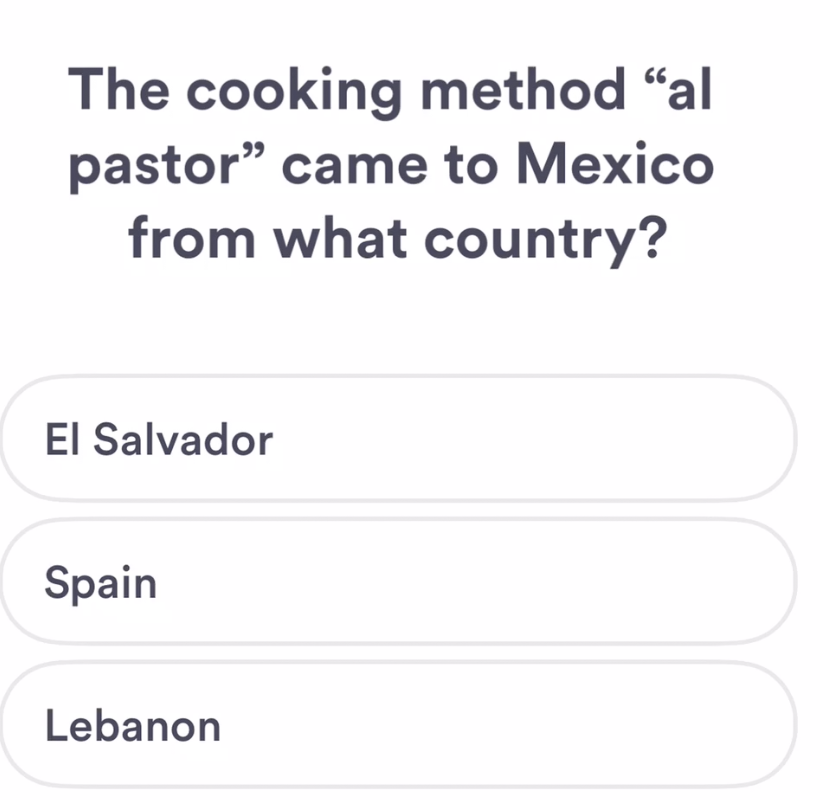 The cooking method “al
pastor” came to Mexico
from what country?
El Salvador
Spain
Lebanon